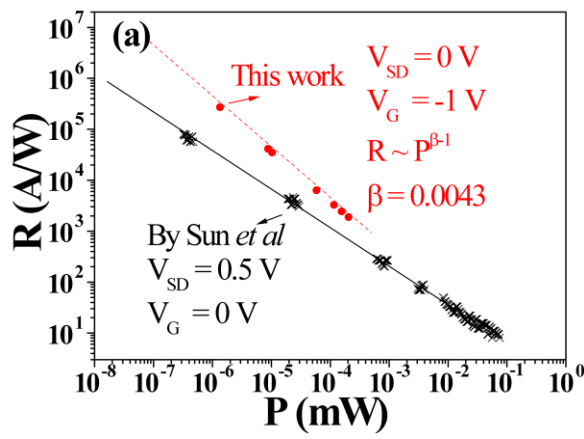 (a)
10^7
10^6
10^5
10^4
10^3
10^2
10^1
R (A/W)
This work
V_SD = 0 V
V_G = -1 V
R ~ P^β-1
β = 0.0043
By Sun et al
V_SD = 0.5 V
V_G = 0 V
10^-8 10^-7 10^-6 10^-5 10^-4 10^-3 10^-2 10^-1 10^0
P (mW)